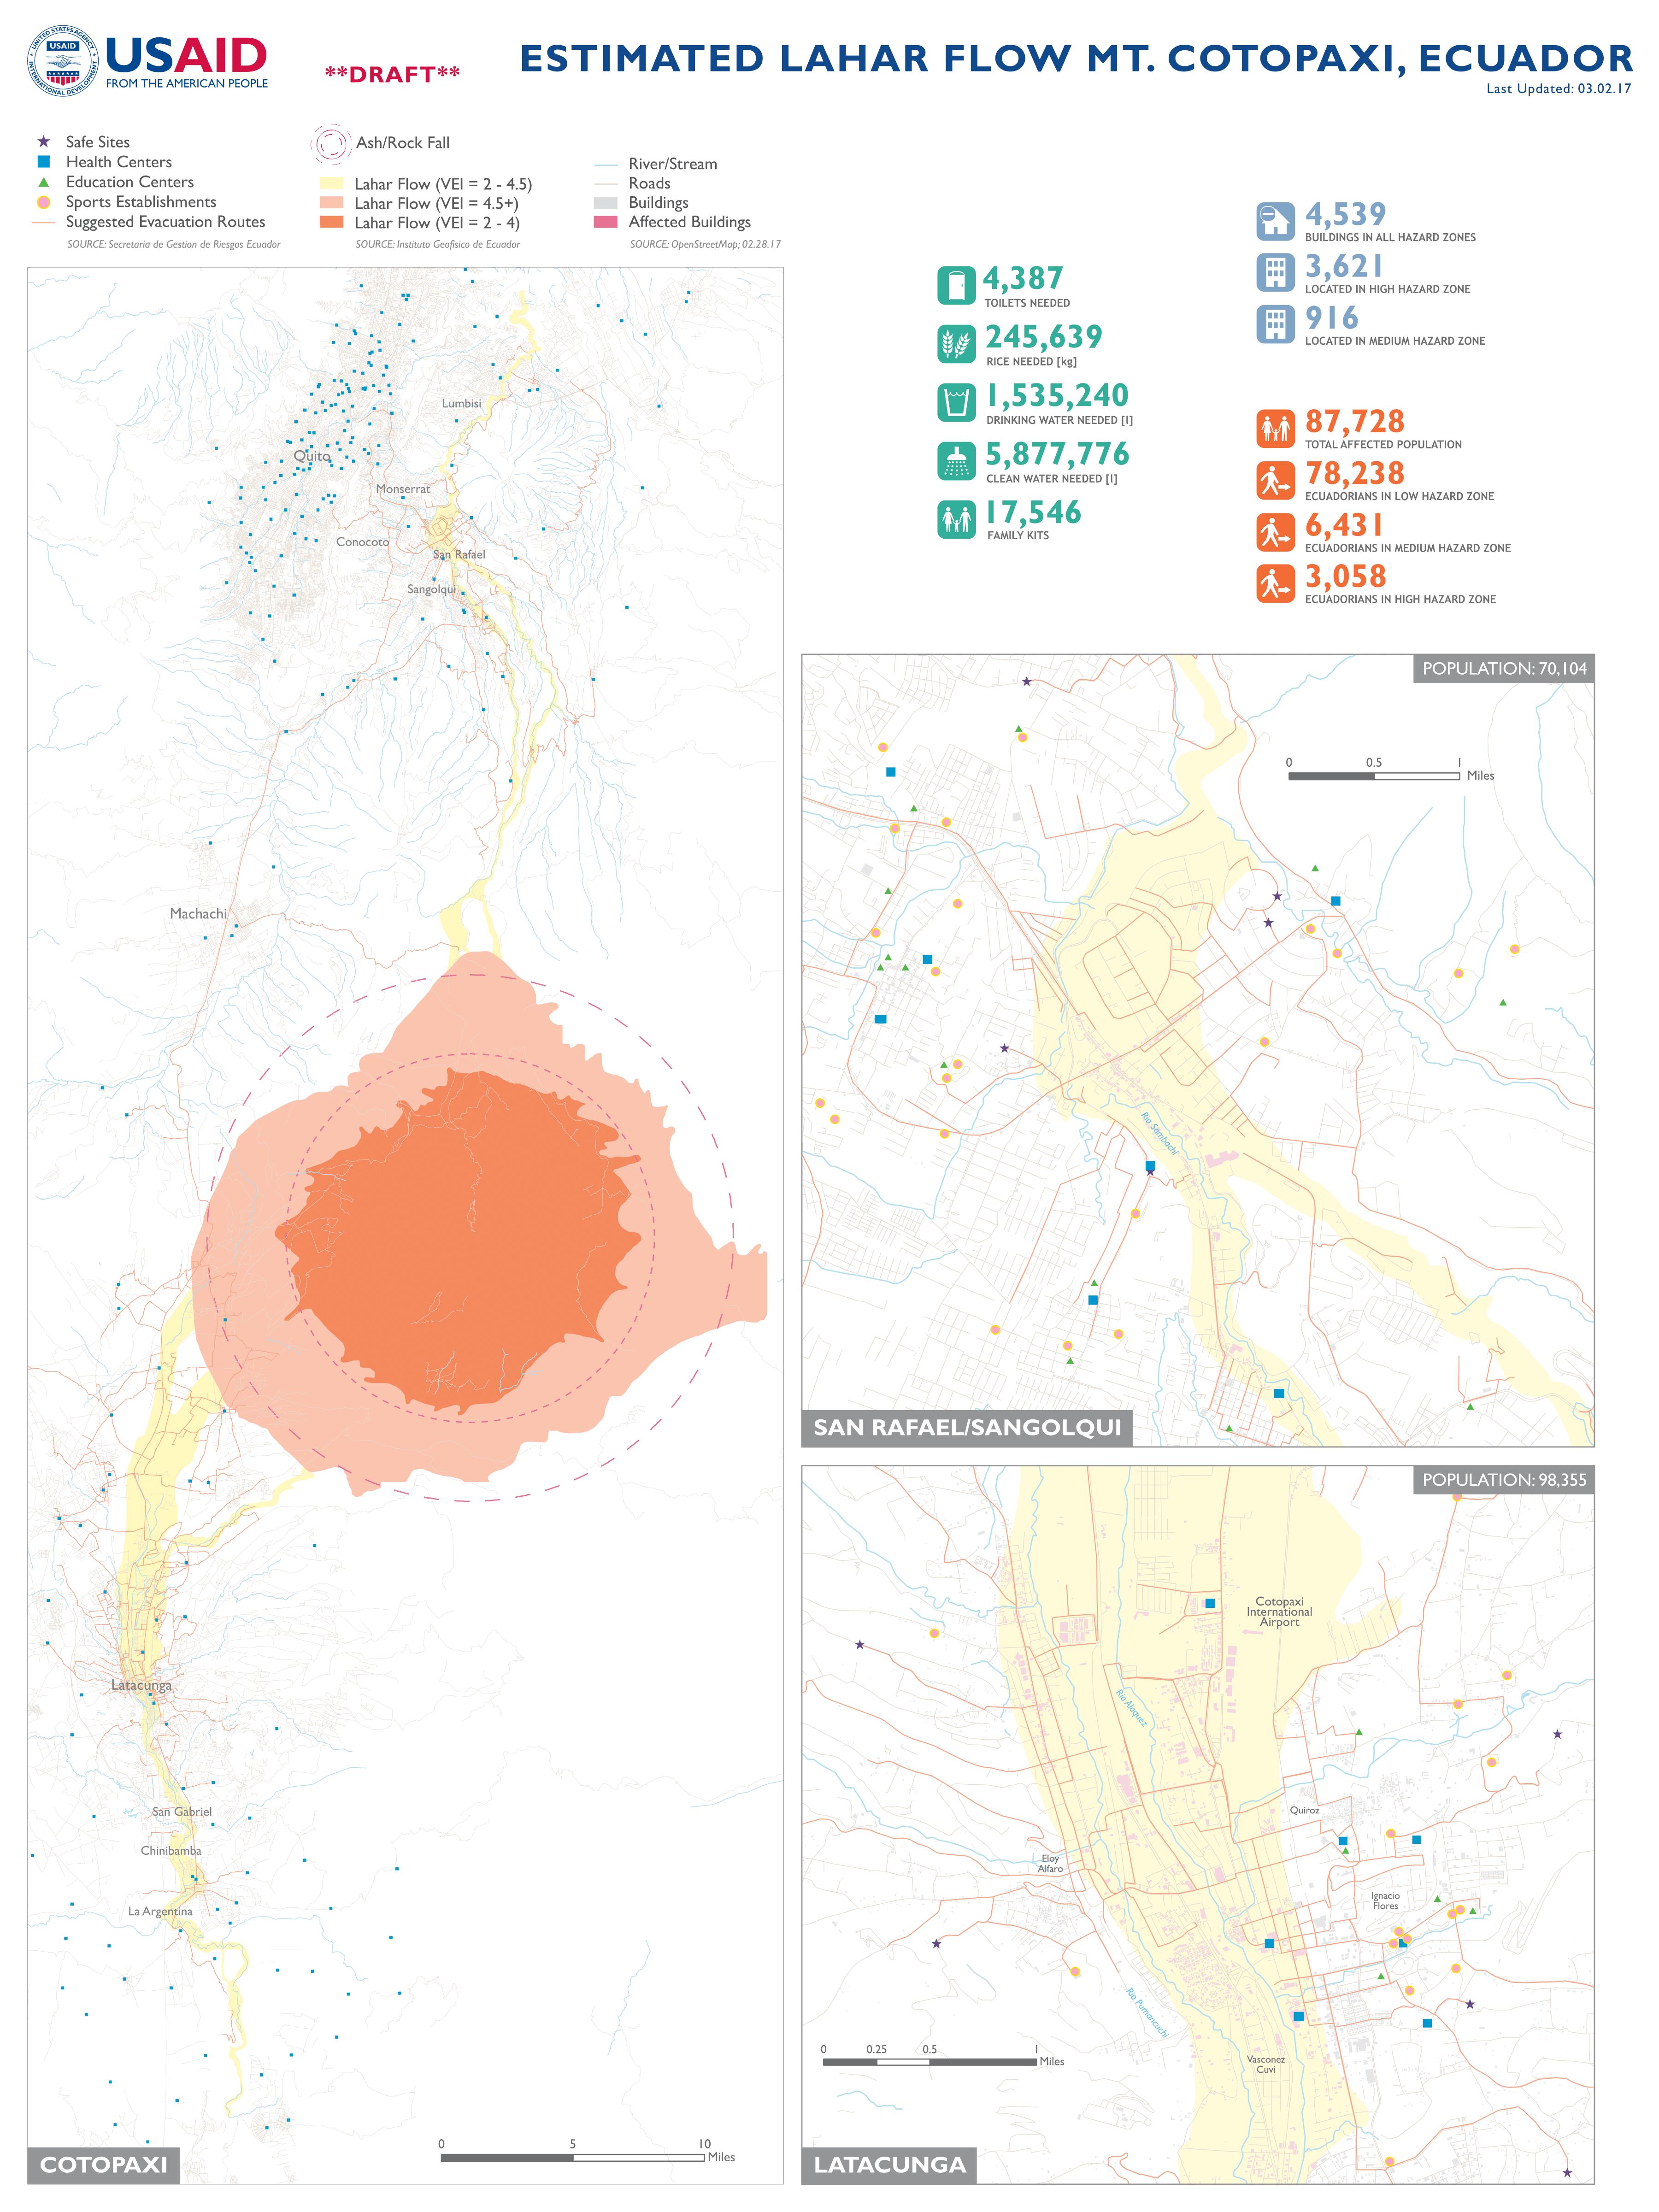 UNITED STATES AGENCY
USAID
INTERNATIONAL DEVELOPMENT
USAID
FROM THE AMERICAN PEOPLE
**DRAFT**
ESTIMATED LAHAR FLOW MT. COTOPAXI, ECUADOR
Last Updated: 03.02.17
Safe Sites
Health Centers
Education Centers
Sports Establishments
Suggested Evacuation Routes
SOURCE: Secretaria de Gestion de Riesgos Ecuador
Ash/Rock Fall
Lahar Flow (VEI = 2 - 4.5)
Lahar Flow (VEI = 4.5+)
Lahar Flow (VEI = 2 - 4)
SOURCE: Instituto Geofisico de Ecuador
River/Stream
Roads
Buildings
Affected Buildings
SOURCE: OpenStreetMap; 02.28.17
4,387
TOILETS NEEDED
245,639
RICE NEEDED [kg]
1,535,240
DRINKING WATER NEEDED [l]
5,877,776
CLEAN WATER NEEDED [l]
17,546
FAMILY KITS
4,539
BUILDINGS IN ALL HAZARD ZONES
3,621
LOCATED IN HIGH HAZARD ZONE
916
LOCATED IN MEDIUM HAZARD ZONE
87,728
TOTAL AFFECTED POPULATION
78,238
ECUADORIANS IN LOW HAZARD ZONE
6,431
ECUADORIANS IN MEDIUM HAZARD ZONE
3,058
ECUADORIANS IN HIGH HAZARD ZONE
Lumbisi
Quito
Monserrat
Conocoto
San Rafael
Sangolqui
Machachi
Latacunga
San Gabriel
Chinibamba
La Argentina
0 5 10
Miles
COTOPAXI
POPULATION: 70,104
0 0.5 1
Miles
Rio Sambachi
SAN RAFAEL/SANGOLQUI
POPULATION: 98,355
Cotopaxi
International
Airport
Rio Alaquez
Quiroz
Eloy
Alfaro
Ignacio
Flores
Rio Pumancuchi
Vasconez
Cuvi
0 0.25 0.5 1
Miles
LATACUNGA